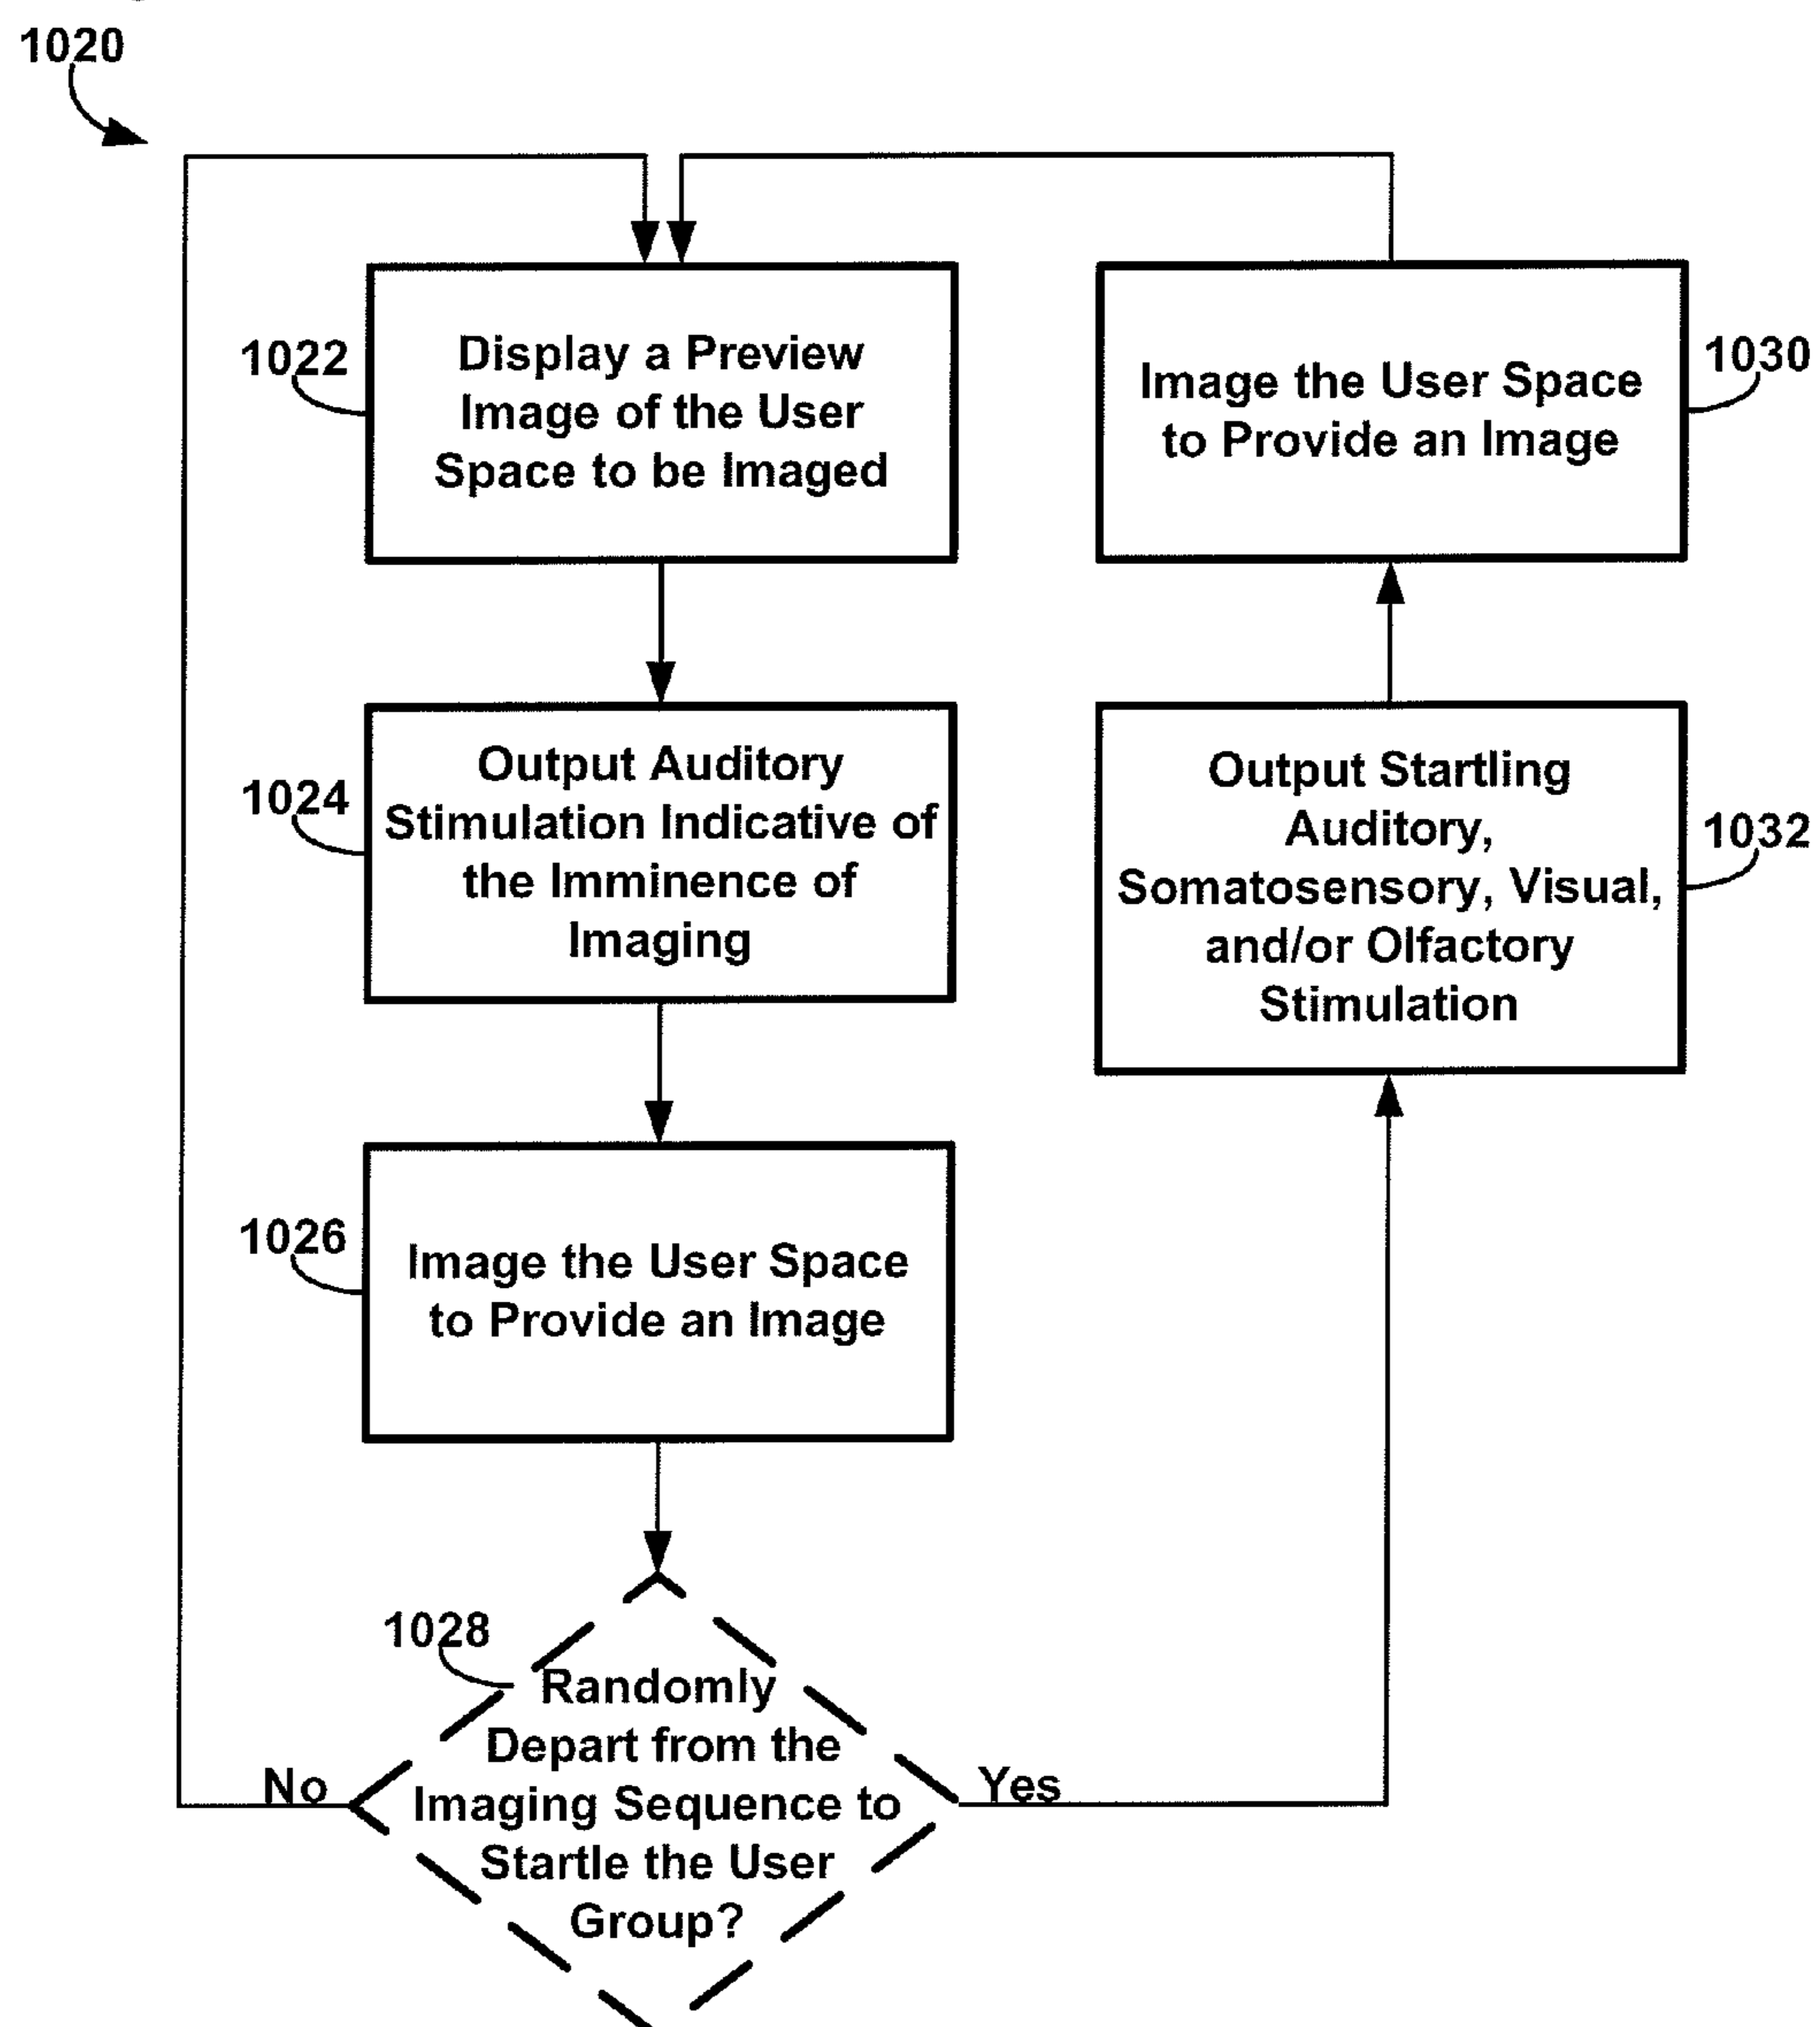 1020
1022
Display a Preview
Image of the User
Space to be Imaged
1024
Output Auditory
Stimulation Indicative of
the Imminence of
Imaging
1026
Image the User Space
to Provide an Image
1028
Randomly
Depart from the
Imaging Sequence to
Startle the User
Group?
No
Yes
1030
Image the User Space
to Provide an Image
1032
Output Startling
Auditory,
Somatosensory, Visual,
and/or Olfactory
Stimulation